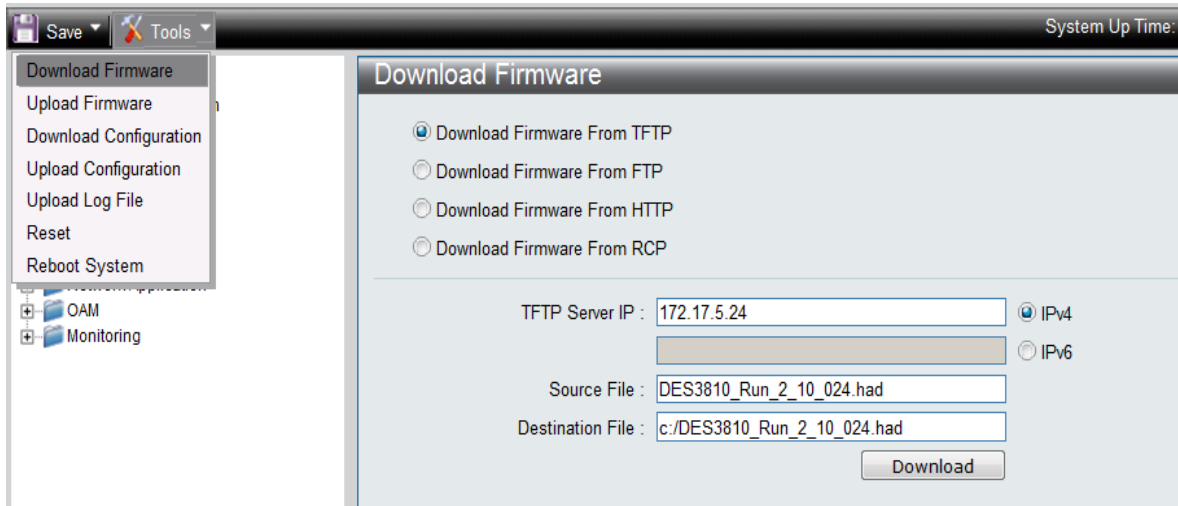 Save Tools System Up Time:
Download Firmware
Upload Firmware
Download Configuration
Upload Configuration
Upload Log File
Reset
Reboot System
OAM
Monitoring
Download Firmware
Download Firmware From TFTP
Download Firmware From FTP
Download Firmware From HTTP
Download Firmware From RCP
TFTP Server IP : 172.17.5.24 IPv4
IPv6
Source File : DES3810_Run_2_10_024.had
Destination File : c:/DES3810_Run_2_10_024.had
Download